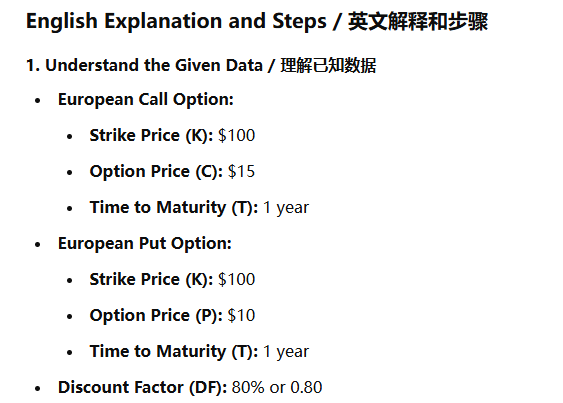 English Explanation and Steps / 英文解释和步骤
1. Understand the Given Data / 理解已知数据
• European Call Option:
• Strike Price (K): $100
• Option Price (C): $15
• Time to Maturity (T): 1 year
• European Put Option:
• Strike Price (K): $100
• Option Price (P): $10
• Time to Maturity (T): 1 year
• Discount Factor (DF): 80% or 0.80